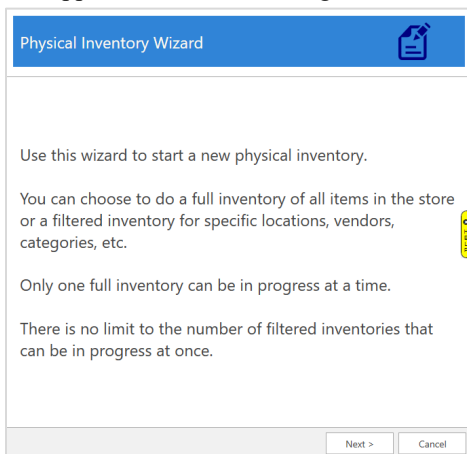 Physical Inventory Wizard
Use this wizard to start a new physical inventory.
You can choose to do a full inventory of all items in the store
or a filtered inventory for specific locations, vendors,
categories, etc.
Only one full inventory can be in progress at a time.
There is no limit to the number of filtered inventories that
can be in progress at once.
Next >
Cancel